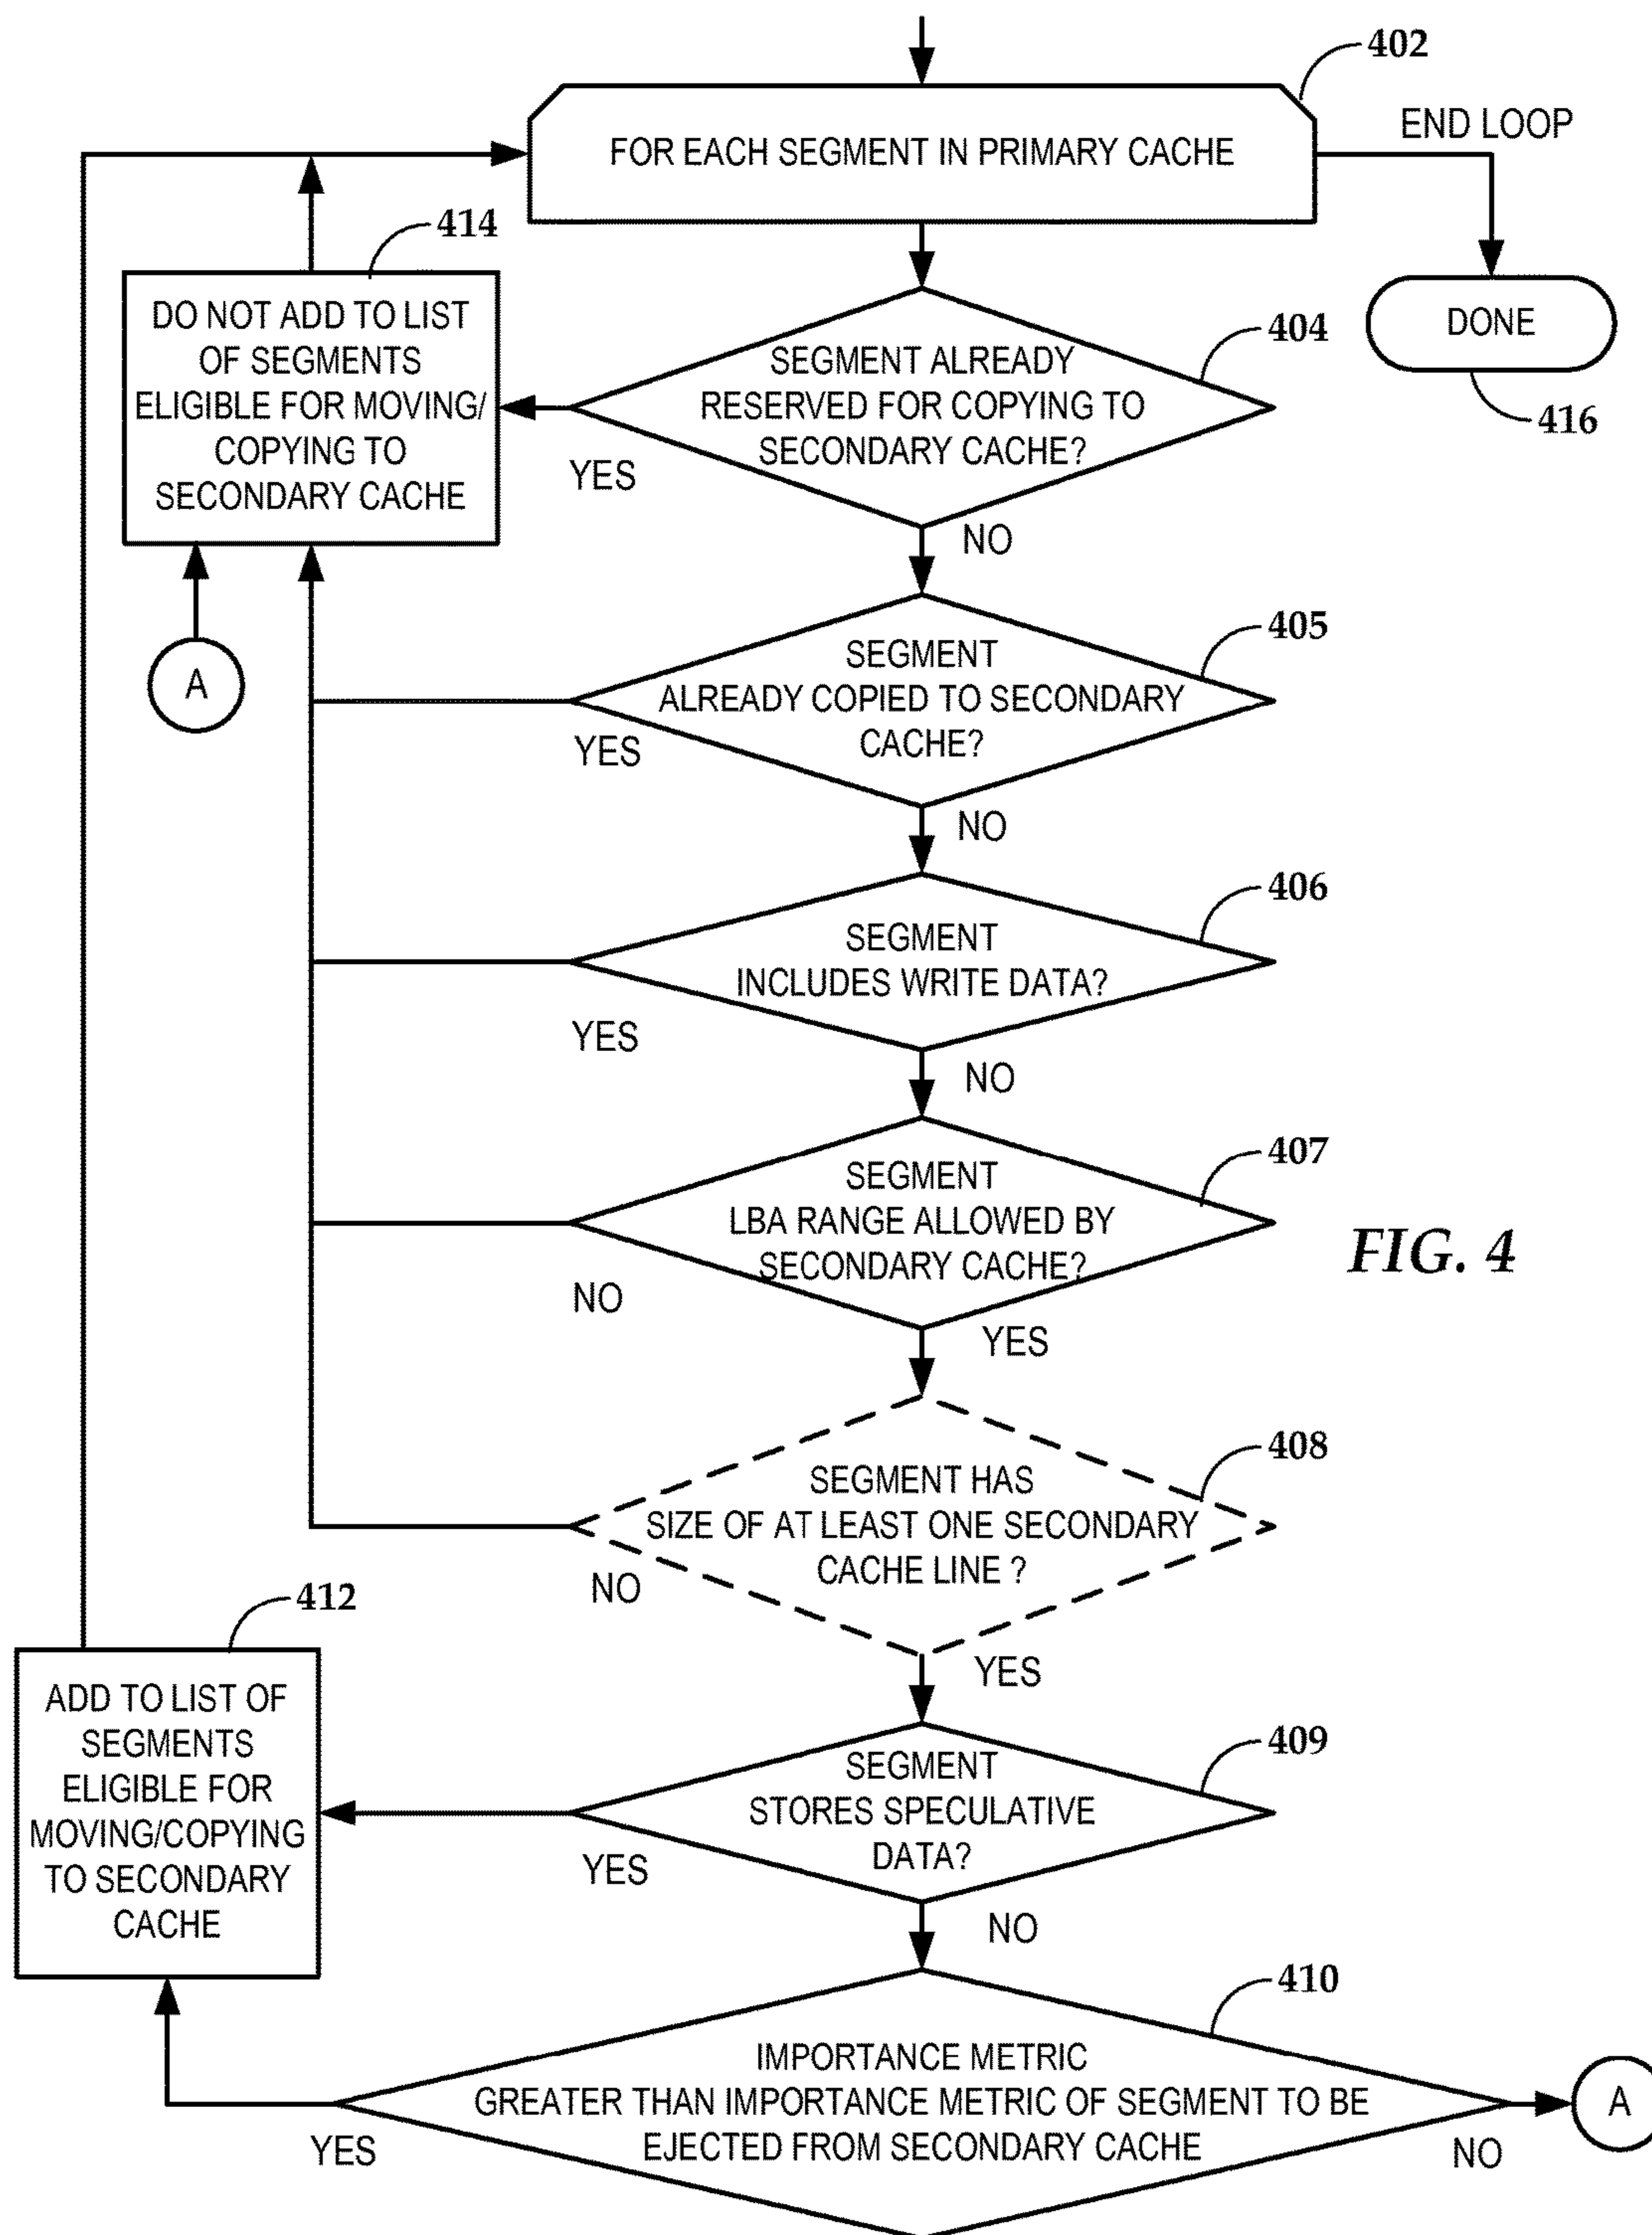 402
END LOOP
FOR EACH SEGMENT IN PRIMARY CACHE
414
DO NOT ADD TO LIST
OF SEGMENTS
ELIGIBLE FOR MOVING/
COPYING TO
SECONDARY CACHE
404
SEGMENT ALREADY
RESERVED FOR COPYING TO
SECONDARY CACHE?
DONE
416
YES
NO
A
405
SEGMENT
ALREADY COPIED TO SECONDARY
CACHE?
YES
NO
406
SEGMENT
INCLUDES WRITE DATA?
YES
NO
407
SEGMENT
LBA RANGE ALLOWED BY
SECONDARY CACHE?
FIG. 4
NO
YES
408
SEGMENT HAS
SIZE OF AT LEAST ONE SECONDARY
CACHE LINE ?
NO
YES
412
ADD TO LIST OF
SEGMENTS
ELIGIBLE FOR
MOVING/COPYING
TO SECONDARY
CACHE
409
SEGMENT
STORES SPECULATIVE
DATA?
YES
NO
410
IMPORTANCE METRIC
GREATER THAN IMPORTANCE METRIC OF SEGMENT TO BE
EJECTED FROM SECONDARY CACHE
YES
NO
A